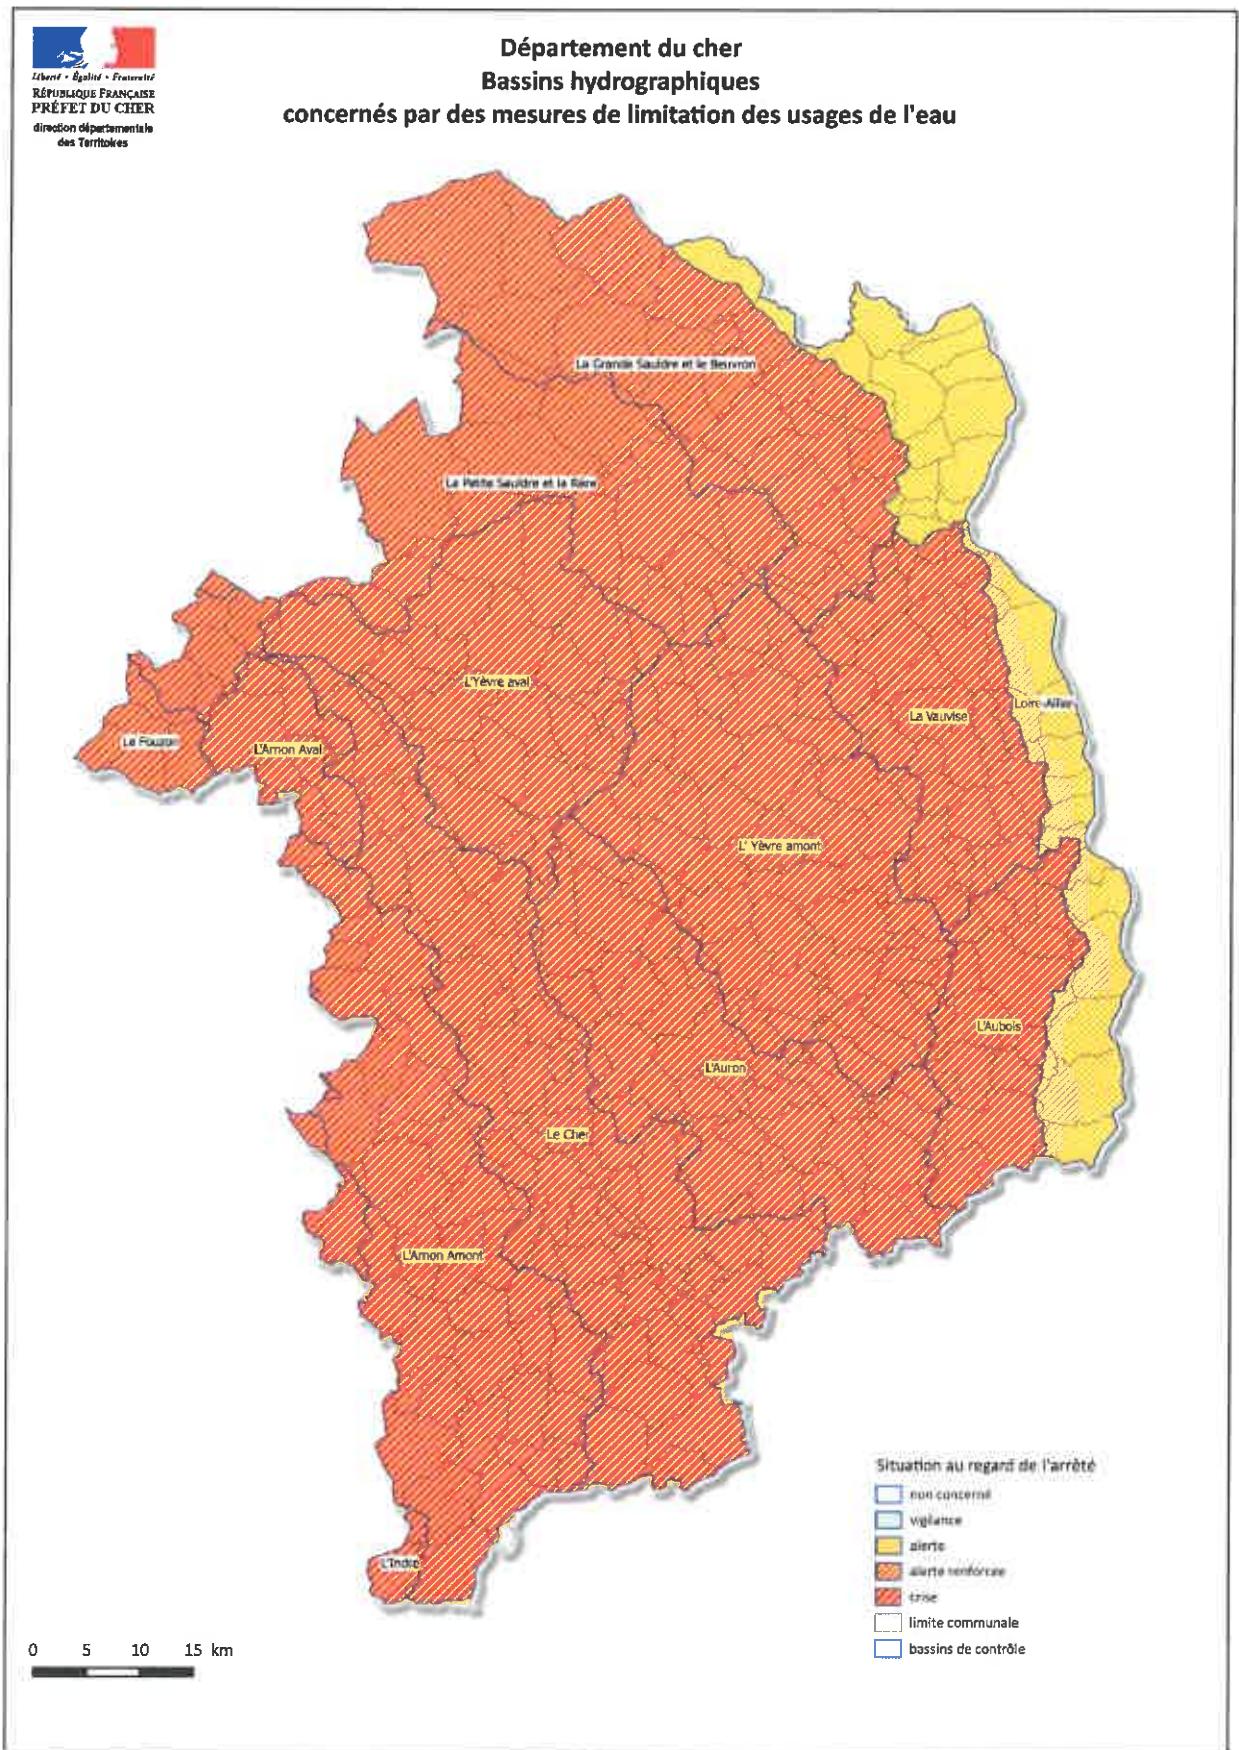 Liberté • Égalité • Fraternité
RÉPUBLIQUE FRANÇAISE
PRÉFET DU CHER
direction départementale
des Territoires
Département du cher
Bassins hydrographiques
concernés par des mesures de limitation des usages de l'eau
La Grande Sauldre et le Beuvron
La Petite Sauldre et la Rère
L'Yèvre aval
La Vauvise
Loire-Allier
Le Fouzon
L'Arnon Aval
L' Yèvre amont
L'Aubois
L'Auron
Le Cher
L'Arnon Amont
L'Indre
Situation au regard de l'arrêté
non concerné
vigilance
alerte
alerte renforcée
crise
limite communale
bassins de contrôle
0 5 10 15 km